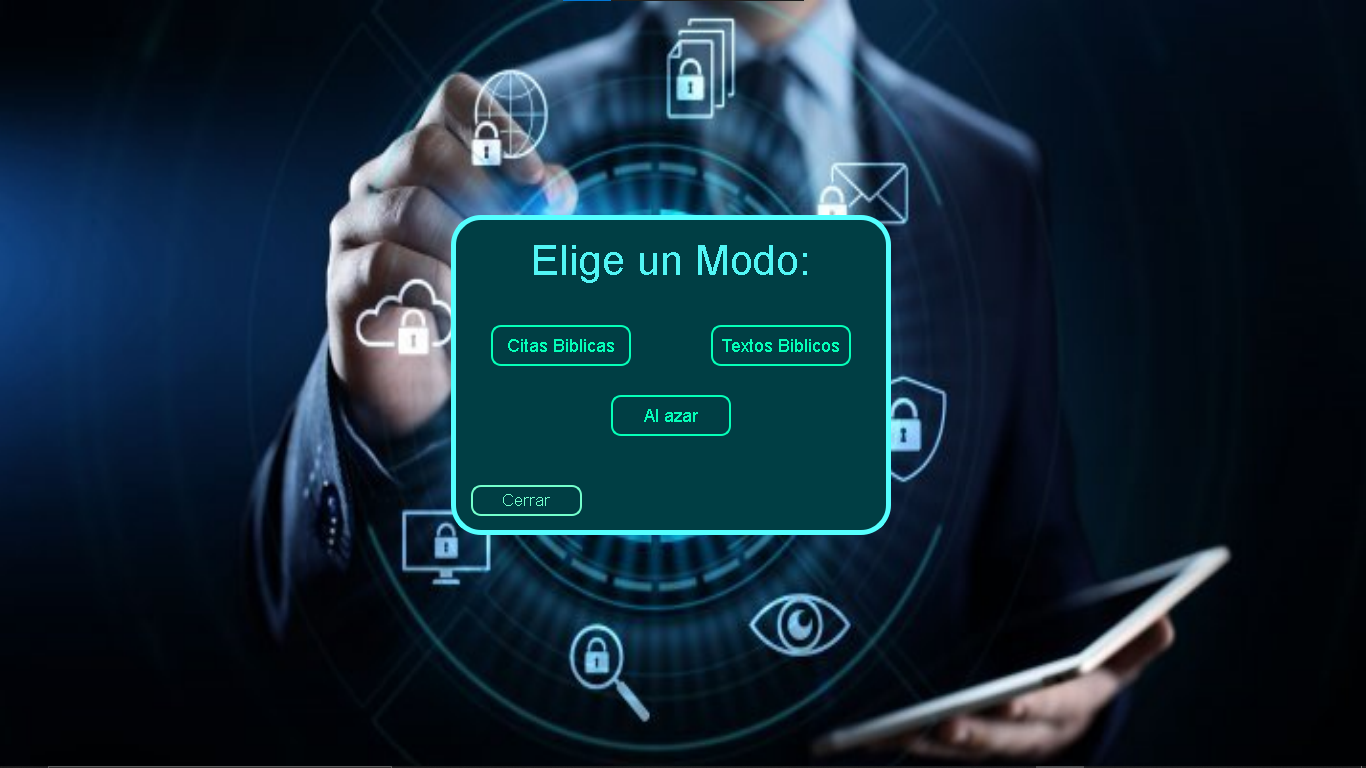 Elige un Modo:
Citas Biblicas
Textos Biblicos
Al azar
Cerrar